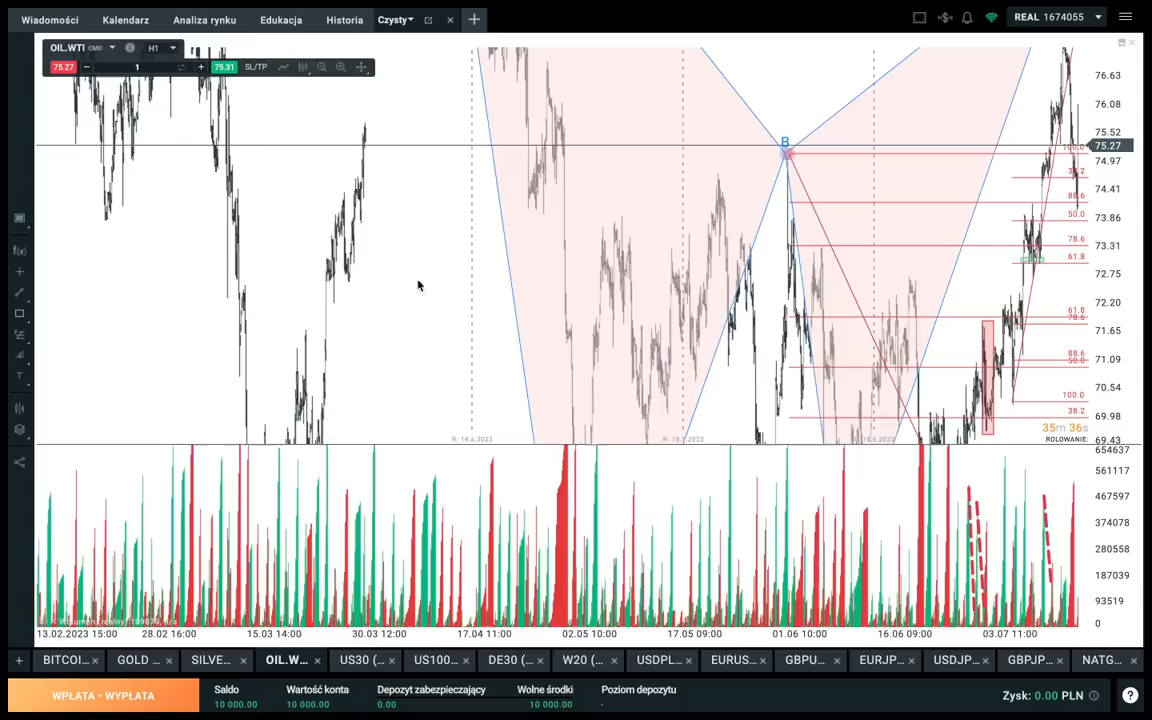 Wiadomości Kalendarz Analiza rynku Edukacja Historia Czysty REAL 1674055
OIL.WTI CMD H1
75.27 1 75.31 SL/TP
B
76.63
76.08
75.52
75.27
74.97
74.41
73.86
73.31
72.75
72.20
71.65
71.09
70.54
69.98
69.43
100.0
88.6
50.0
78.6
61.8
61.8
88.6
100.0
38.2
35m 36s
ROLOWANIE:
R: 18.4.2023
654637
561117
467597
374078
280558
187039
93519
0
13.02.2023 15:00 28.02 16:00 15.03 14:00 30.03 12:00 17.04 11:00 02.05 10:00 17.05 09:00 01.06 10:00 16.06 09:00 03.07 11:00
BITCOI... GOLD ... SILVE... OIL.W... US30 (... US100... DE30 (... W20 (... USDPL... EURUS... GBPU... EURJP... USDJP... GBPJP... NATG...
WPŁATA • WYPŁATA
Saldo Wartość konta Depozyt zabezpieczający Wolne środki Poziom depozytu
10 000.00 10 000.00 0.00 10 000.00 -
Zysk: 0.00 PLN